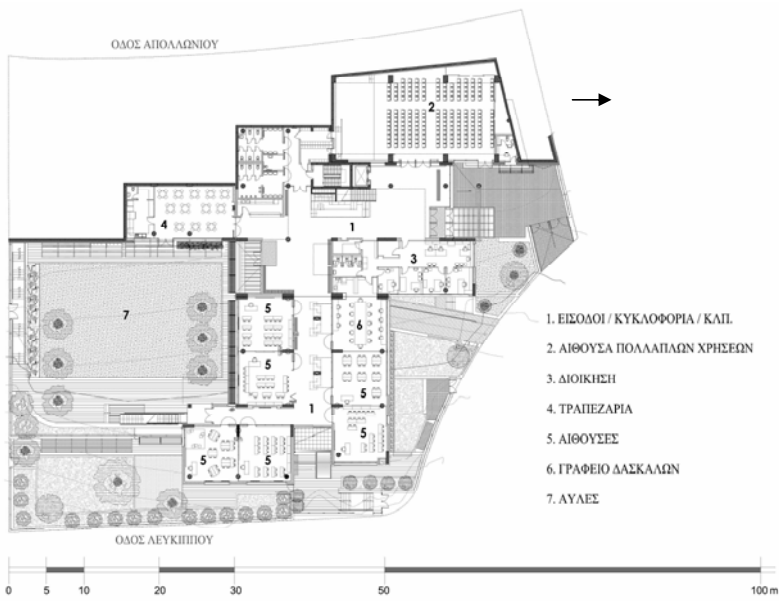 ΟΔΟΣ ΑΠΟΛΛΩΝΙΟΥ
2
4
1
3
7
5
6
5
5
1
5
5
5
1. ΕΙΣΟΔΟΙ / ΚΥΚΛΟΦΟΡΙΑ / ΚΛΠ.
2. ΑΙΘΟΥΣΑ ΠΟΛΛΑΠΛΩΝ ΧΡΗΣΕΩΝ
3. ΔΙΟΙΚΗΣΗ
4. ΤΡΑΠΕΖΑΡΙΑ
5. ΑΙΘΟΥΣΕΣ
6. ΓΡΑΦΕΙΟ ΔΑΣΚΑΛΩΝ
7. ΑΥΛΕΣ
ΟΔΟΣ ΛΕΥΚΙΠΠΟΥ
0 5 10 20 30 50 100 m